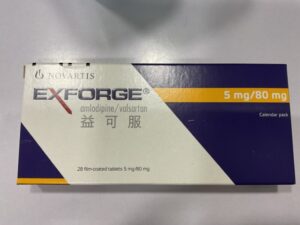 NOVARTIS
EXFORGE®
amlodipine/valsartan
益可服
5 mg/80 mg
Calendar pack
28 film-coated tablets 5 mg/80 mg